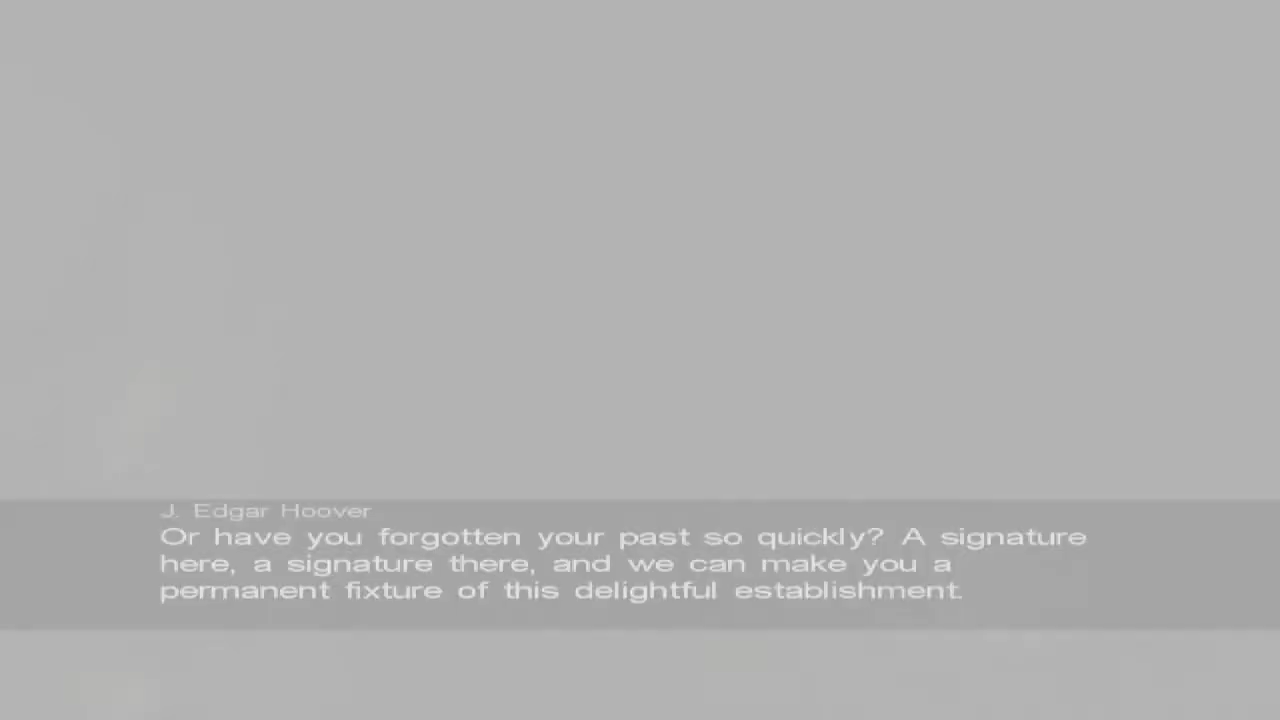 J. Edgar Hoover
Or have you forgotten your past so quickly? A signature
here, a signature there, and we can make you a
permanent fixture of this delightful establishment.